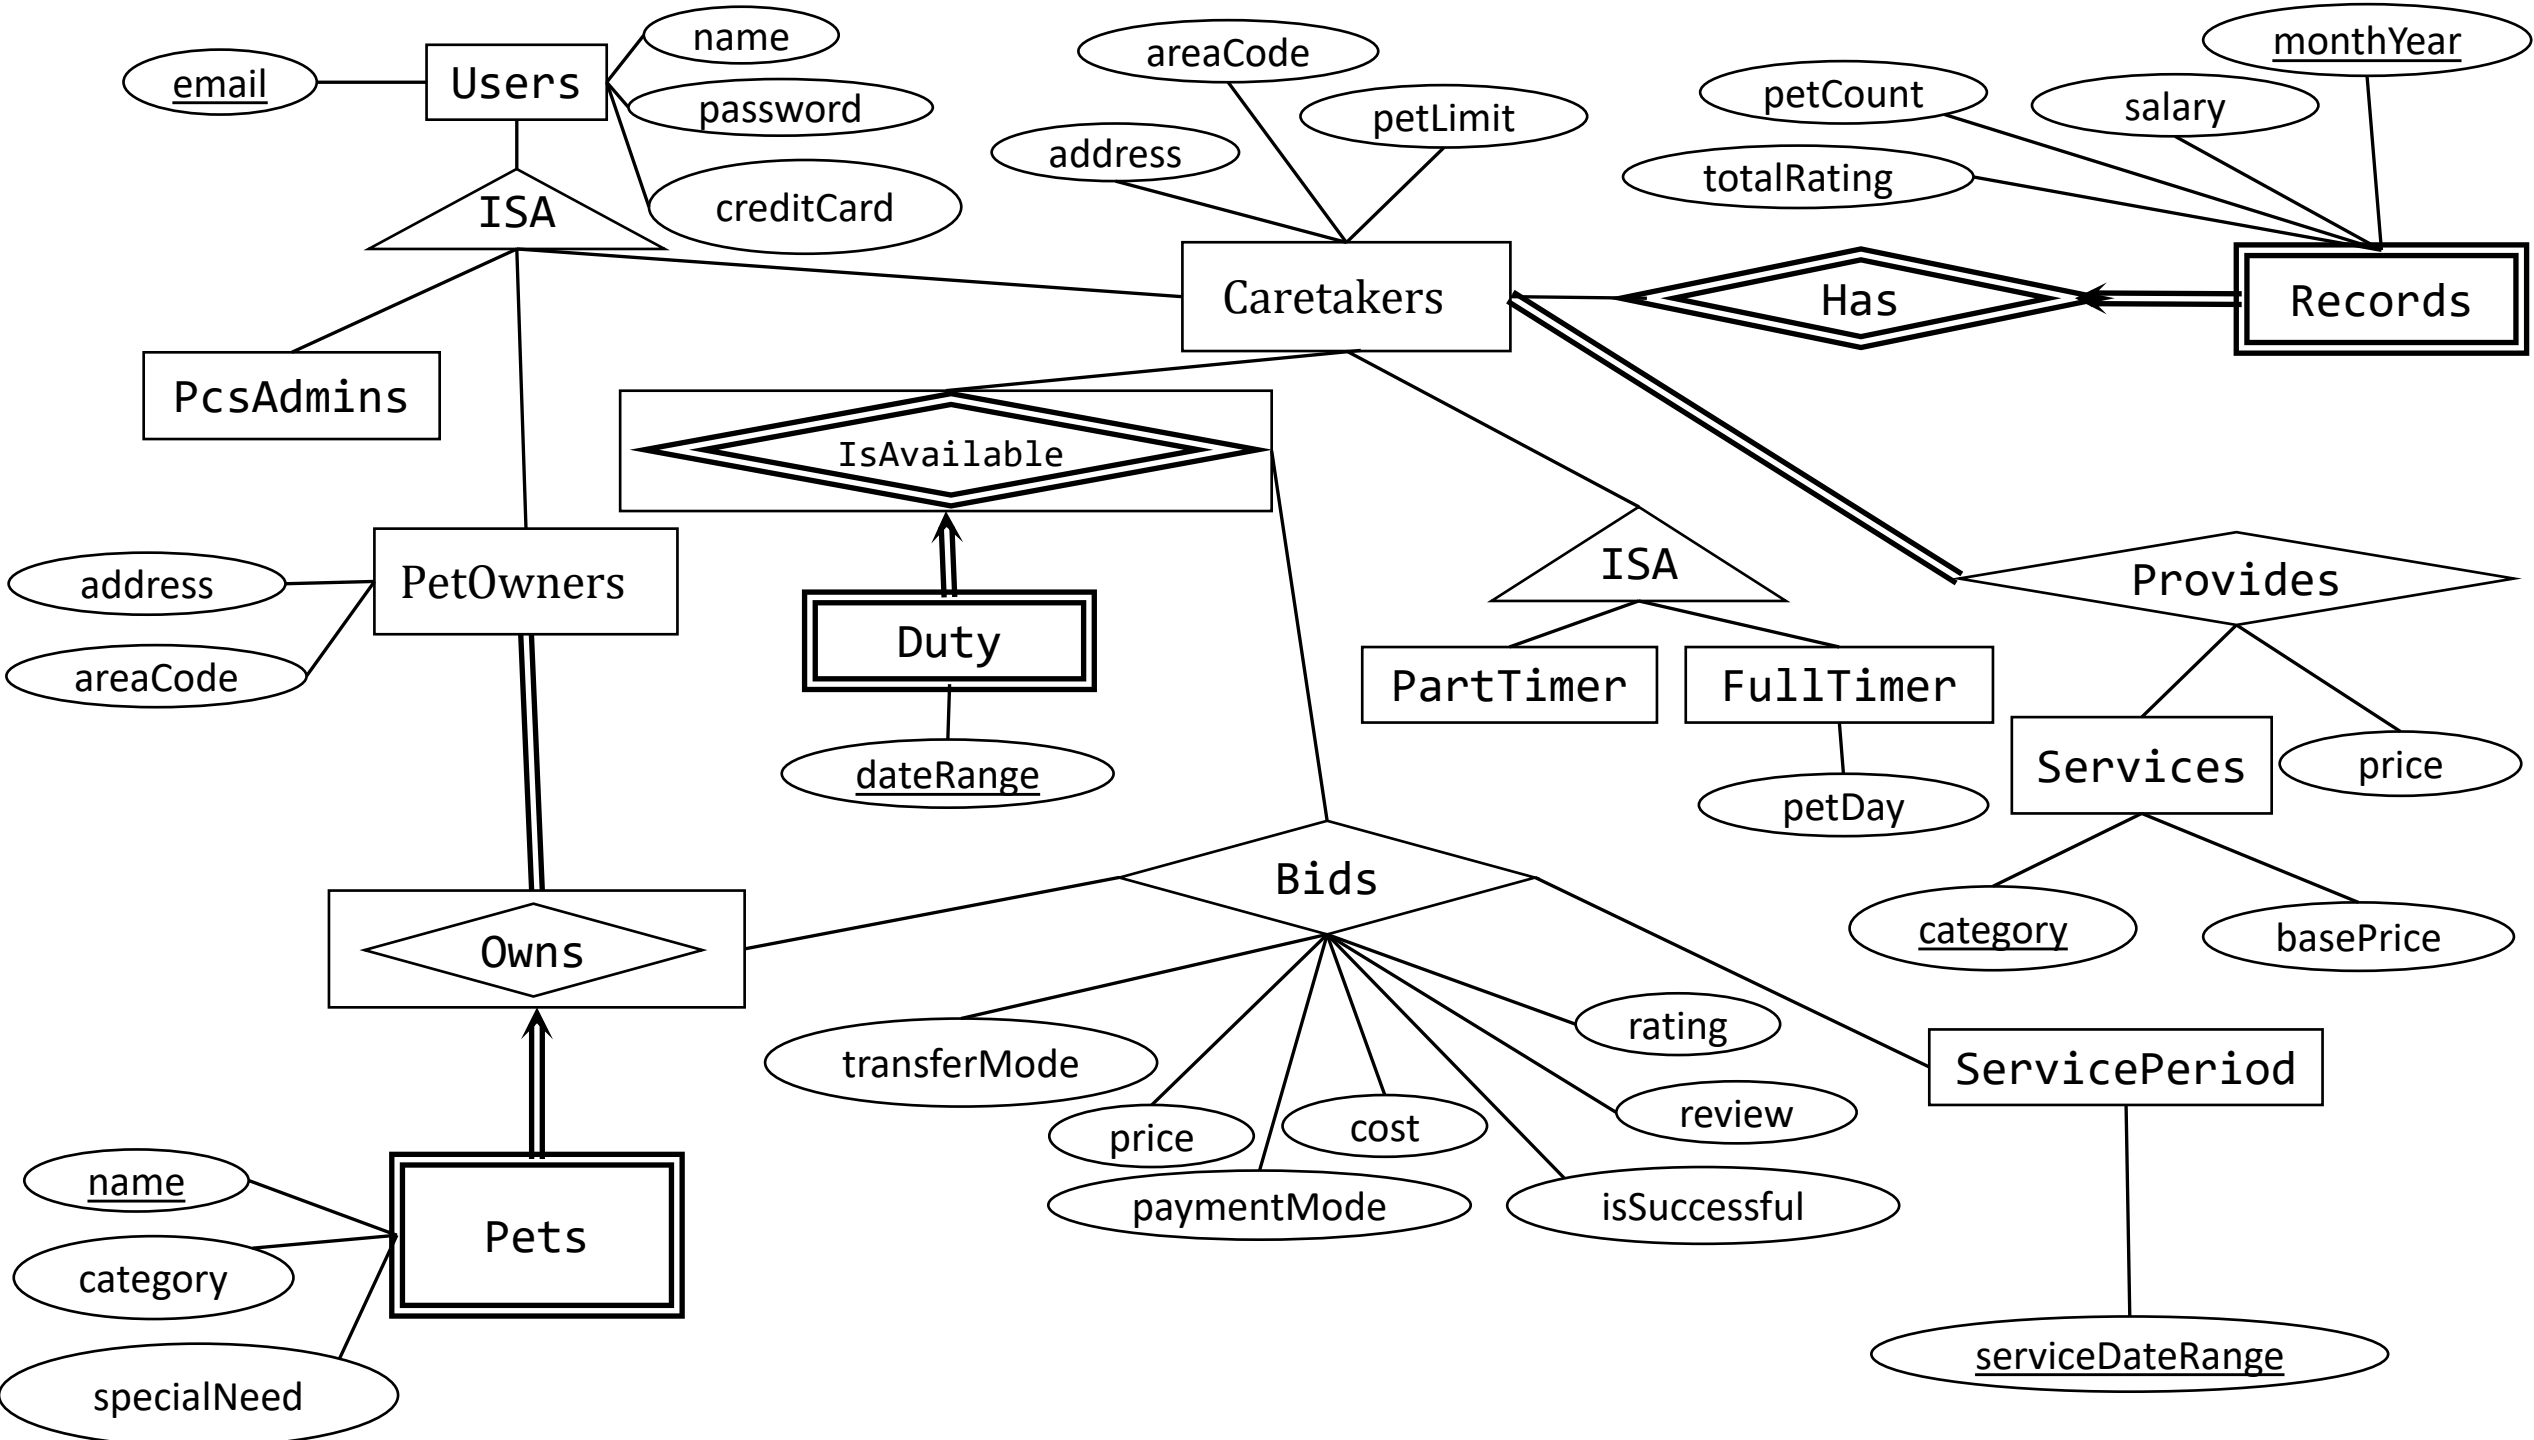 name
monthYear
areaCode
email
Users
petCount
password
salary
petLimit
address
totalRating
ISA
creditCard
Caretakers
Has
Records
PcsAdmins
IsAvailable
ISA
address
PetOwners
Provides
Duty
areaCode
PartTimer
FullTimer
Services
price
dateRange
petDay
Bids
category
basePrice
Owns
rating
transferMode
ServicePeriod
review
cost
price
name
paymentMode
isSuccessful
Pets
category
serviceDateRange
specialNeed